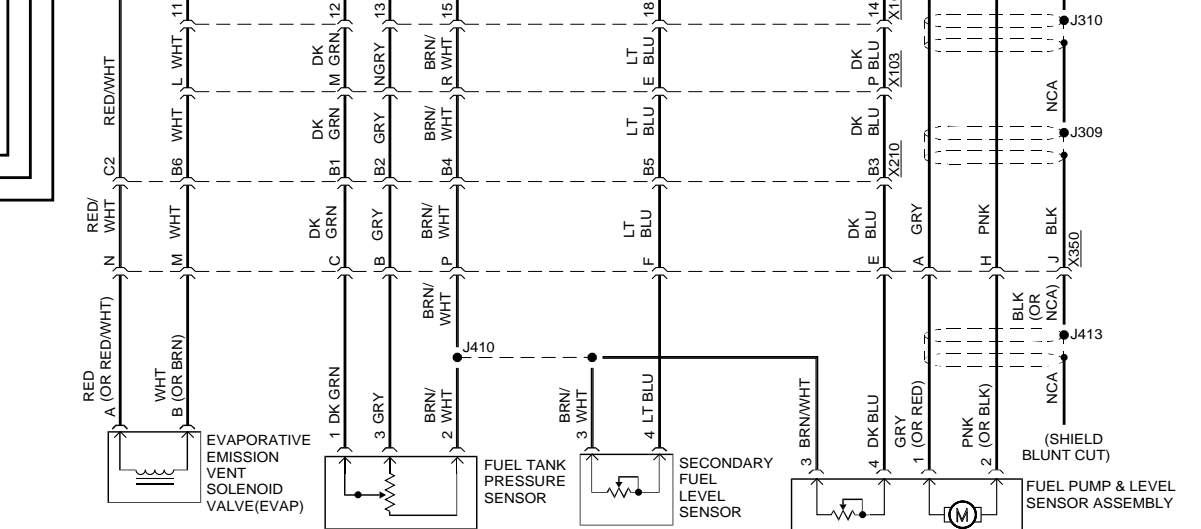 11
12
13
15
18
14
J310
L WHT
DK
M GRN
NGRY
BRN/
R WHT
LT
E BLU
DK
P BLU
X103
NCA
RED/WHT
WHT
DK
GRN
GRY
BRN/
WHT
LT
BLU
DK
BLU
J309
C2
B6
B1
B2
B4
B5
B3
X210
RED/
WHT
WHT
DK
GRN
GRY
BRN/
WHT
LT
BLU
DK
BLU
GRY
PNK
BLK
N
M
C
B
P
F
E
A
H
J
X350
BRN/
WHT
BLK
(OR
NCA)
J413
J410
RED
A (OR RED/WHT)
WHT
B (OR BRN)
1 DK GRN
3 GRY
BRN/
2 WHT
BRN/
3 WHT
4 LT BLU
3 BRN/WHT
4 DK BLU
GRY
1 (OR RED)
PNK
2 (OR BLK)
NCA
(SHIELD
BLUNT CUT)
EVAPORATIVE
EMISSION
VENT
SOLENOID
VALVE(EVAP)
FUEL TANK
PRESSURE
SENSOR
SECONDARY
FUEL
LEVEL
SENSOR
M
FUEL PUMP & LEVEL
SENSOR ASSEMBLY